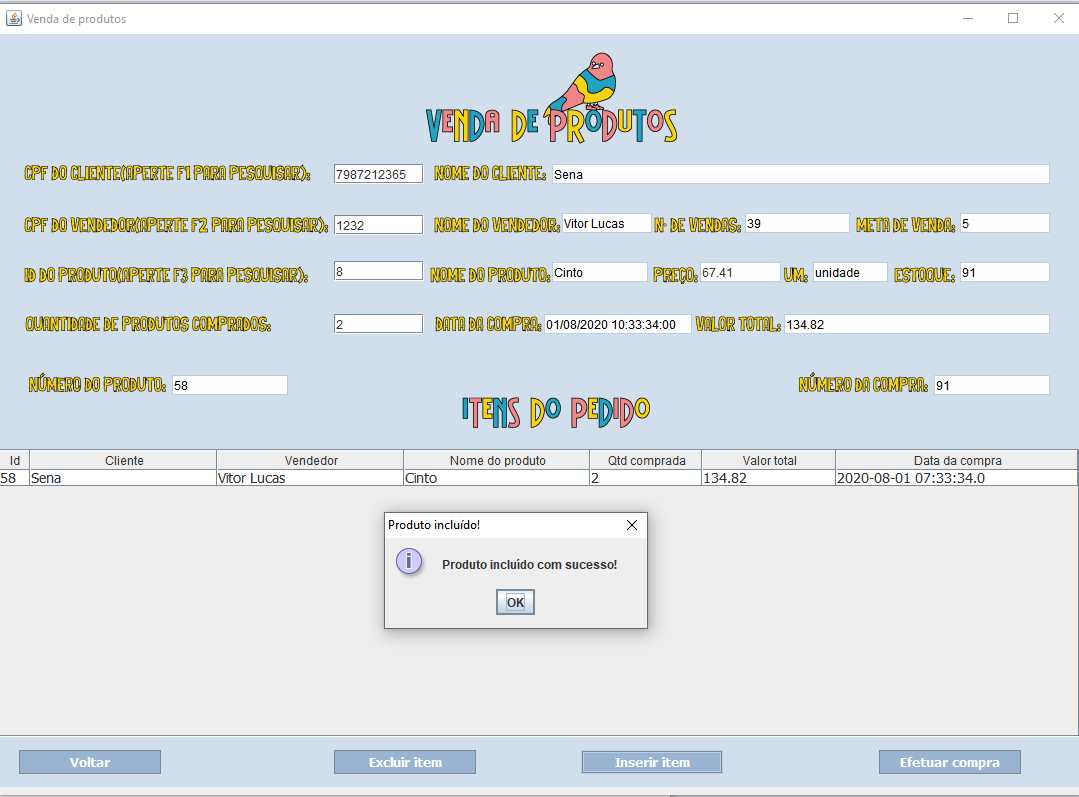 Venda de produtos
VENDA DE PRODUTOS
CPF DO CLIENTE(APERTE F1 PARA PESQUISAR): 7987212365 NOME DO CLIENTE: Sena
CPF DO VENDEDOR(APERTE F2 PARA PESQUISAR): 1232 NOME DO VENDEDOR: Vitor Lucas Nº DE VENDAS: 39 META DE VENDA: 5
ID DO PRODUTO(APERTE F3 PARA PESQUISAR): 8 NOME DO PRODUTO: Cinto PREÇO: 67.41 UM: unidade ESTOQUE: 91
QUANTIDADE DE PRODUTOS COMPRADOS: 2 DATA DA COMPRA: 01/08/2020 10:33:34:00 VALOR TOTAL: 134.82
NÚMERO DO PRODUTO: 58 NÚMERO DA COMPRA: 91
ITENS DO PEDIDO
Id Cliente Vendedor Nome do produto Qtd comprada Valor total Data da compra
58 Sena Vitor Lucas Cinto 2 134.82 2020-08-01 07:33:34.0
Produto incluído!
Produto incluído com sucesso!
OK
Voltar Excluir item Inserir item Efetuar compra